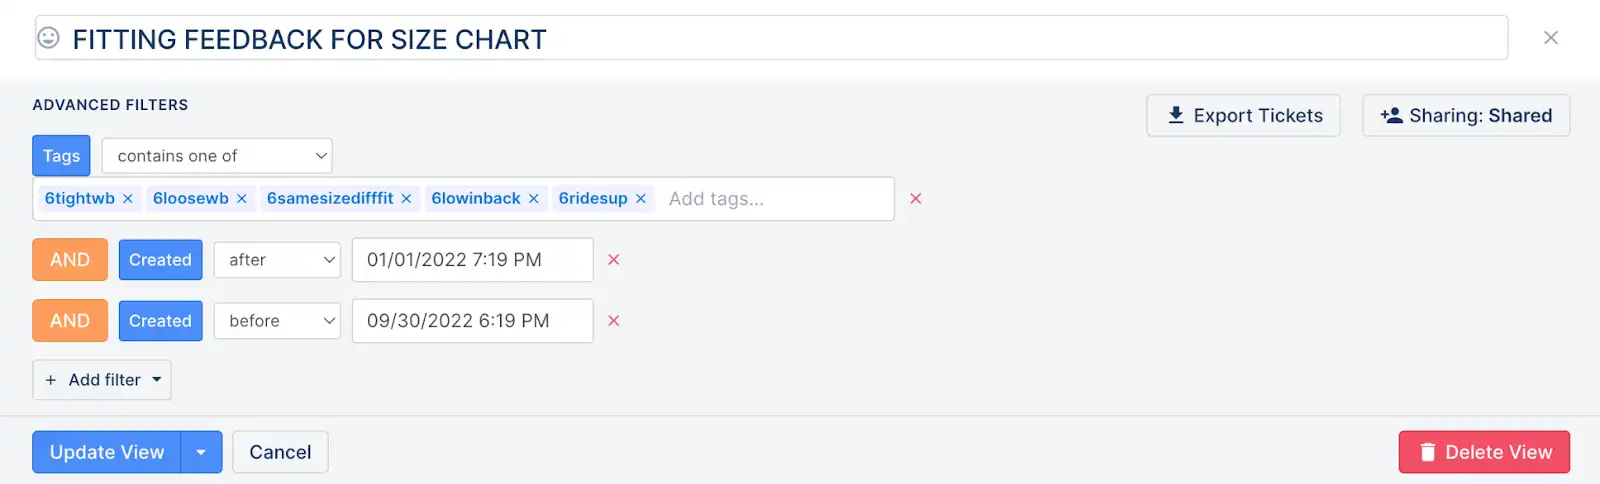 FITTING FEEDBACK FOR SIZE CHART
ADVANCED FILTERS
Export Tickets
Sharing: Shared
Tags contains one of
6tightwb 6loosewb 6samesizedifffit 6lowinback 6ridesup Add tags...
AND Created after 01/01/2022 7:19 PM
AND Created before 09/30/2022 6:19 PM
+ Add filter
Update View Cancel Delete View